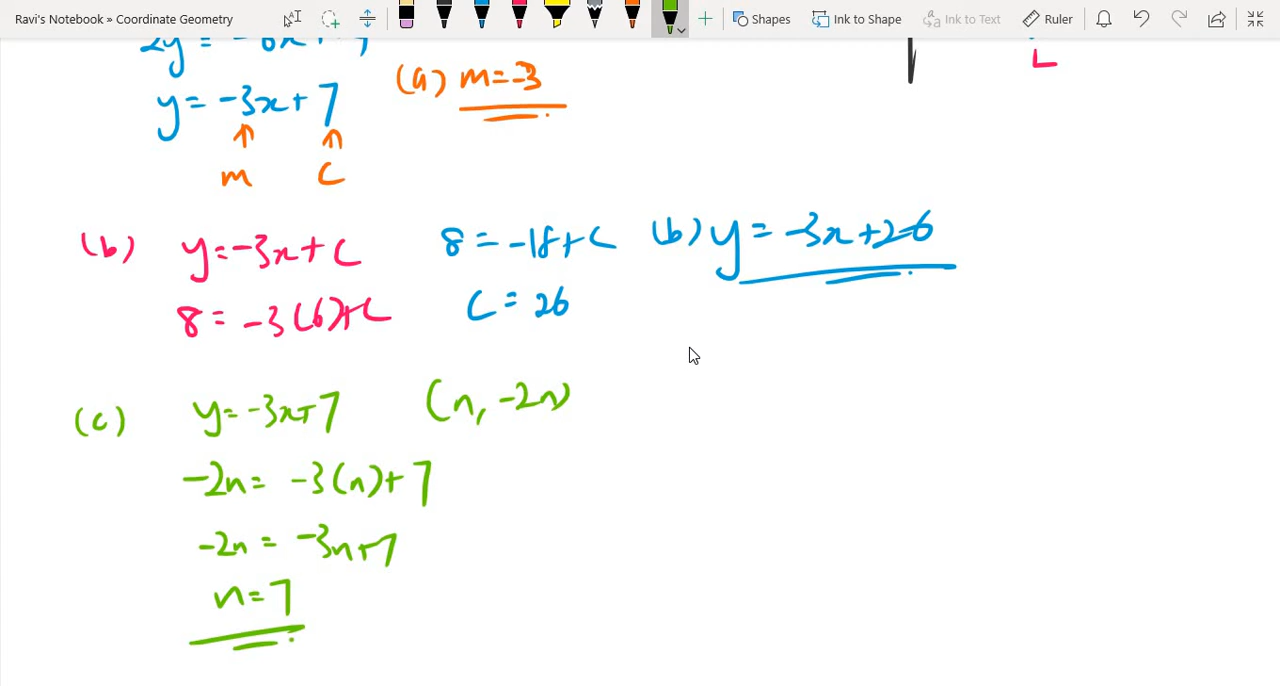 Ravi's Notebook » Coordinate Geometry
Shapes
Ink to Shape
Ink to Text
Ruler
y = -3x + 7
(a) m = -3
m
C
L
(b) y = -3x + C
8 = -3(6) + C
8 = -18 + C
C = 26
(b) y = -3x + 26
(c) y = -3x + 7 (n, -2n)
-2n = -3(n) + 7
-2n = -3n + 7
n = 7